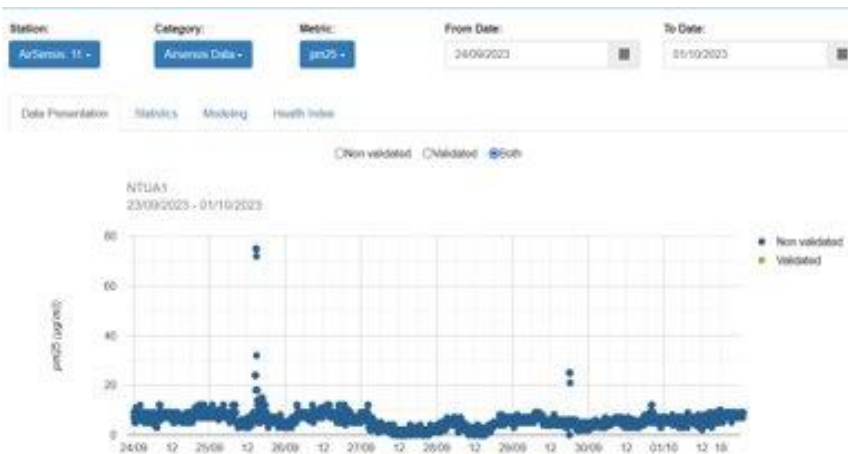 Station: Category: Metric: From Date: To Date:
AirSensis: 11 Airsensis Data pm25 24/09/2023 01/10/2023
Data Presentation Statistics Modeling Health Index
Non validated Validated Both
NTUA1
23/09/2023 - 01/10/2023
Non validated
Validated
80
60
40
20
0
pm25 (µg/m3)
24/09 12 25/09 12 26/09 12 27/09 12 28/09 12 29/09 12 30/09 12 01/10 12 18